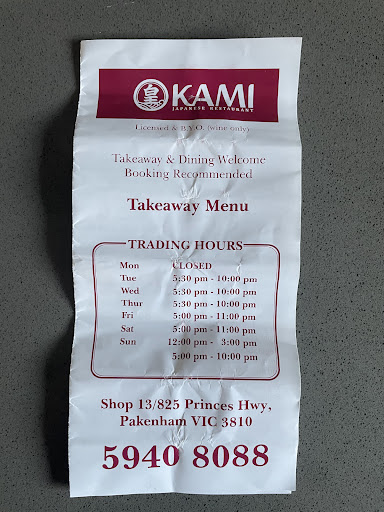 皇
OKAMI
JAPANESE RESTAURANT
Licensed & B.Y.O. (wine only)
Takeaway & Dining Welcome
Booking Recommended
Takeaway Menu
TRADING HOURS
Mon CLOSED
Tue 5:30 pm - 10:00 pm
Wed 5:30 pm - 10:00 pm
Thur 5:30 pm - 10:00 pm
Fri 5:00 pm - 11:00 pm
Sat 5:00 pm - 11:00 pm
Sun 12:00 pm - 3:00 pm
5:00 pm - 10:00 pm
Shop 13/825 Princes Hwy,
Pakenham VIC 3810
5940 8088